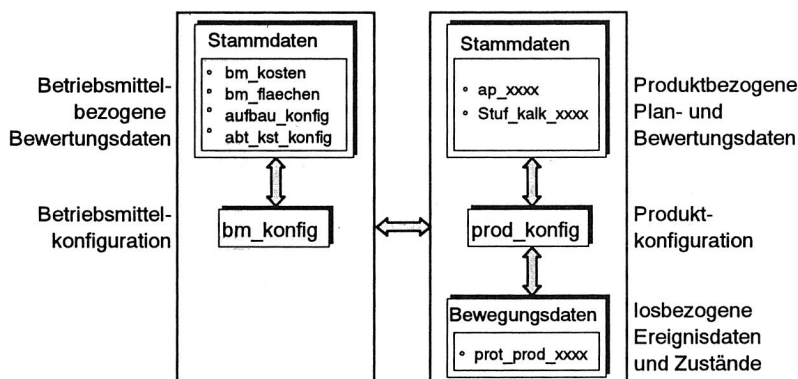 Betriebsmittel-
bezogene
Bewertungsdaten
Stammdaten
bm_kosten
bm_flaechen
aufbau_konfig
abt_kst_konfig
Stammdaten
ap_xxxx
Stuf_kalk_xxxx
Produktbezogene
Plan- und
Bewertungsdaten
Betriebsmittel-
konfiguration
bm_konfig
prod_konfig
Produkt-
konfiguration
Bewegungsdaten
prot_prod_xxxx
losbezogene
Ereignisdaten
und Zustände